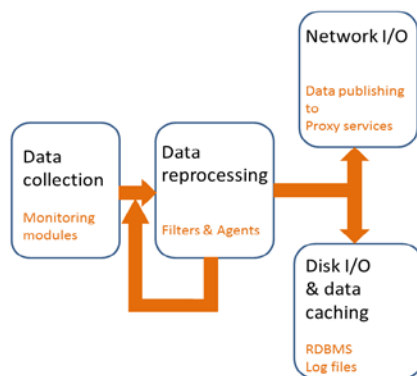 Network I/O
Data publishing
to
Proxy services
Data
collection
Monitoring
modules
Data
reprocessing
Filters & Agents
Disk I/O
& data
caching
RDBMS
Log files